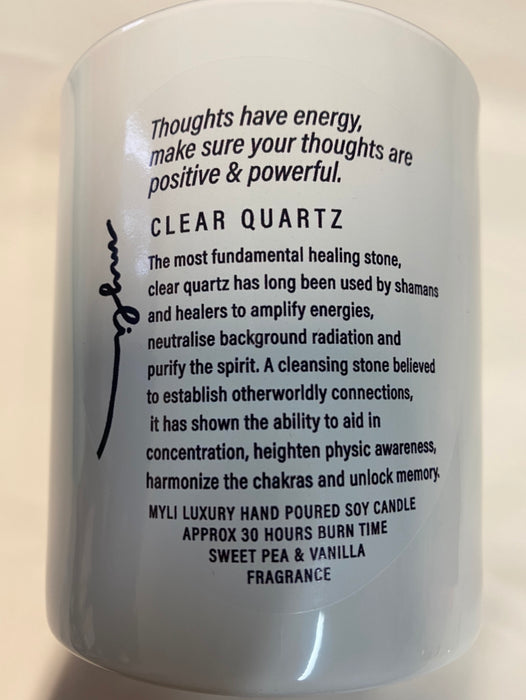 Thoughts have energy,
make sure your thoughts are
positive & powerful.
CLEAR QUARTZ
myli
The most fundamental healing stone,
clear quartz has long been used by shamans
and healers to amplify energies,
neutralise background radiation and
purify the spirit. A cleansing stone believed
to establish otherworldly connections,
it has shown the ability to aid in
concentration, heighten physic awareness,
harmonize the chakras and unlock memory.
MYLI LUXURY HAND POURED SOY CANDLE
APPROX 30 HOURS BURN TIME
SWEET PEA & VANILLA
FRAGRANCE